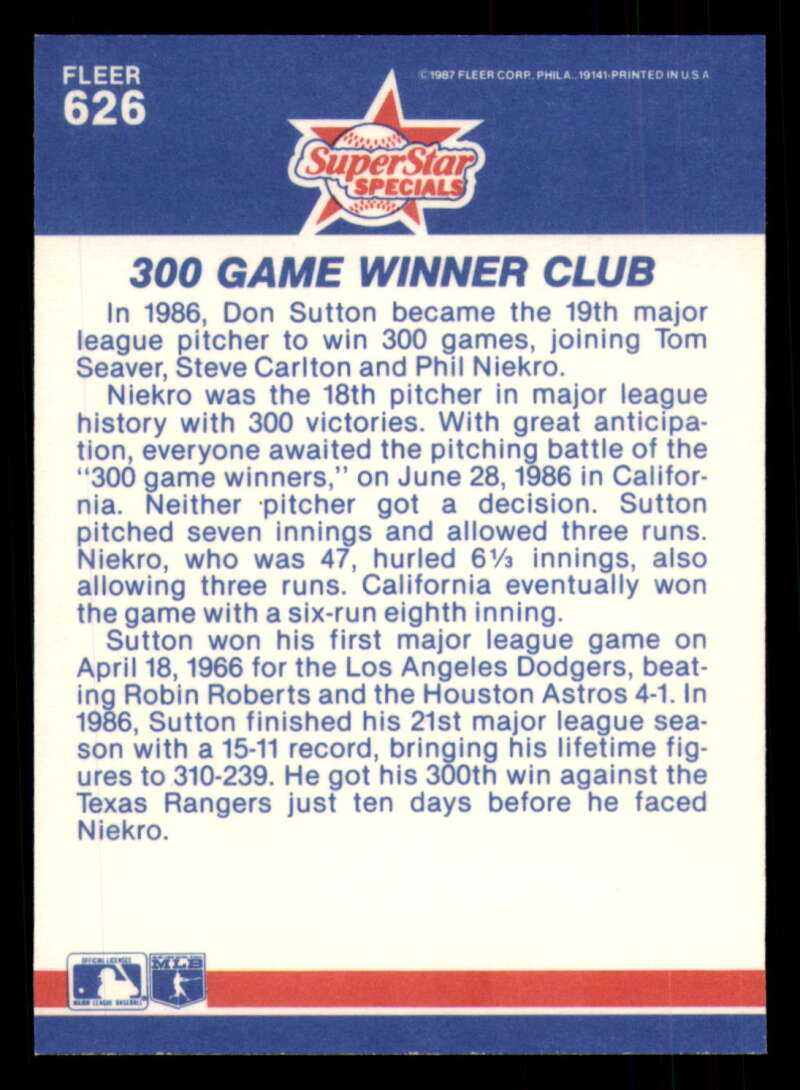 FLEER
626
©1987 FLEER CORP. PHILA., 19141-PRINTED IN U.S.A.
SuperStar
SPECIALS
300 GAME WINNER CLUB
In 1986, Don Sutton became the 19th major
league pitcher to win 300 games, joining Tom
Seaver, Steve Carlton and Phil Niekro.
Niekro was the 18th pitcher in major league
history with 300 victories. With great anticipa-
tion, everyone awaited the pitching battle of the
"300 game winners," on June 28, 1986 in Califor-
nia. Neither pitcher got a decision. Sutton
pitched seven innings and allowed three runs.
Niekro, who was 47, hurled 6⅓ innings, also
allowing three runs. California eventually won
the game with a six-run eighth inning.
Sutton won his first major league game on
April 18, 1966 for the Los Angeles Dodgers, beat-
ing Robin Roberts and the Houston Astros 4-1. In
1986, Sutton finished his 21st major league sea-
son with a 15-11 record, bringing his lifetime fig-
ures to 310-239. He got his 300th win against the
Texas Rangers just ten days before he faced
Niekro.
OFFICIAL LICENSEE
MAJOR LEAGUE BASEBALL
MLB